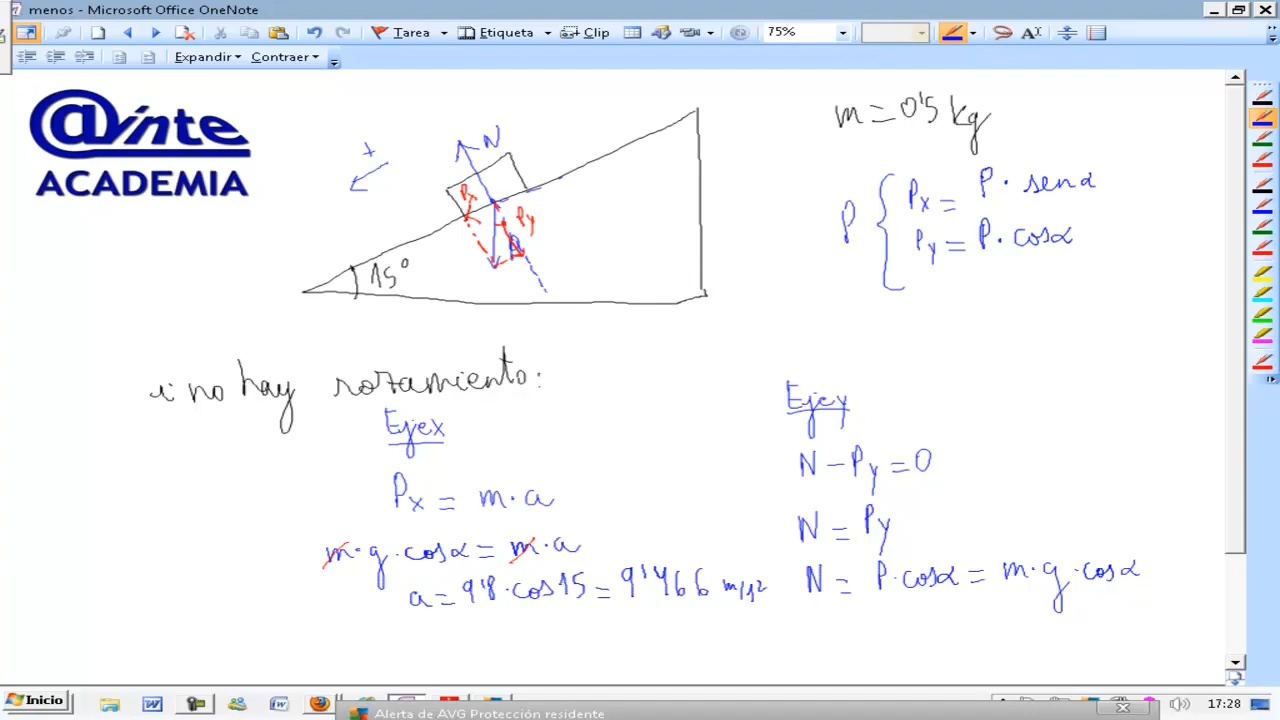 menos - Microsoft Office OneNote
Tarea Etiqueta Clip 75%
Expandir Contraer
@inte
ACADEMIA
m = 0'5 kg
+
N
Px
Py
P
15°
P
Px = P · senα
Py = P · cosα
i no hay rozamiento:
Eje x
Px = m · a
m · g · cosα = m · a
a = 9'8 · cos 15 = 9'466 m/s²
Eje y
N - Py = 0
N = Py
N = P · cosα = m · g · cosα
Inicio
17:28
Alerta de AVG Protección residente